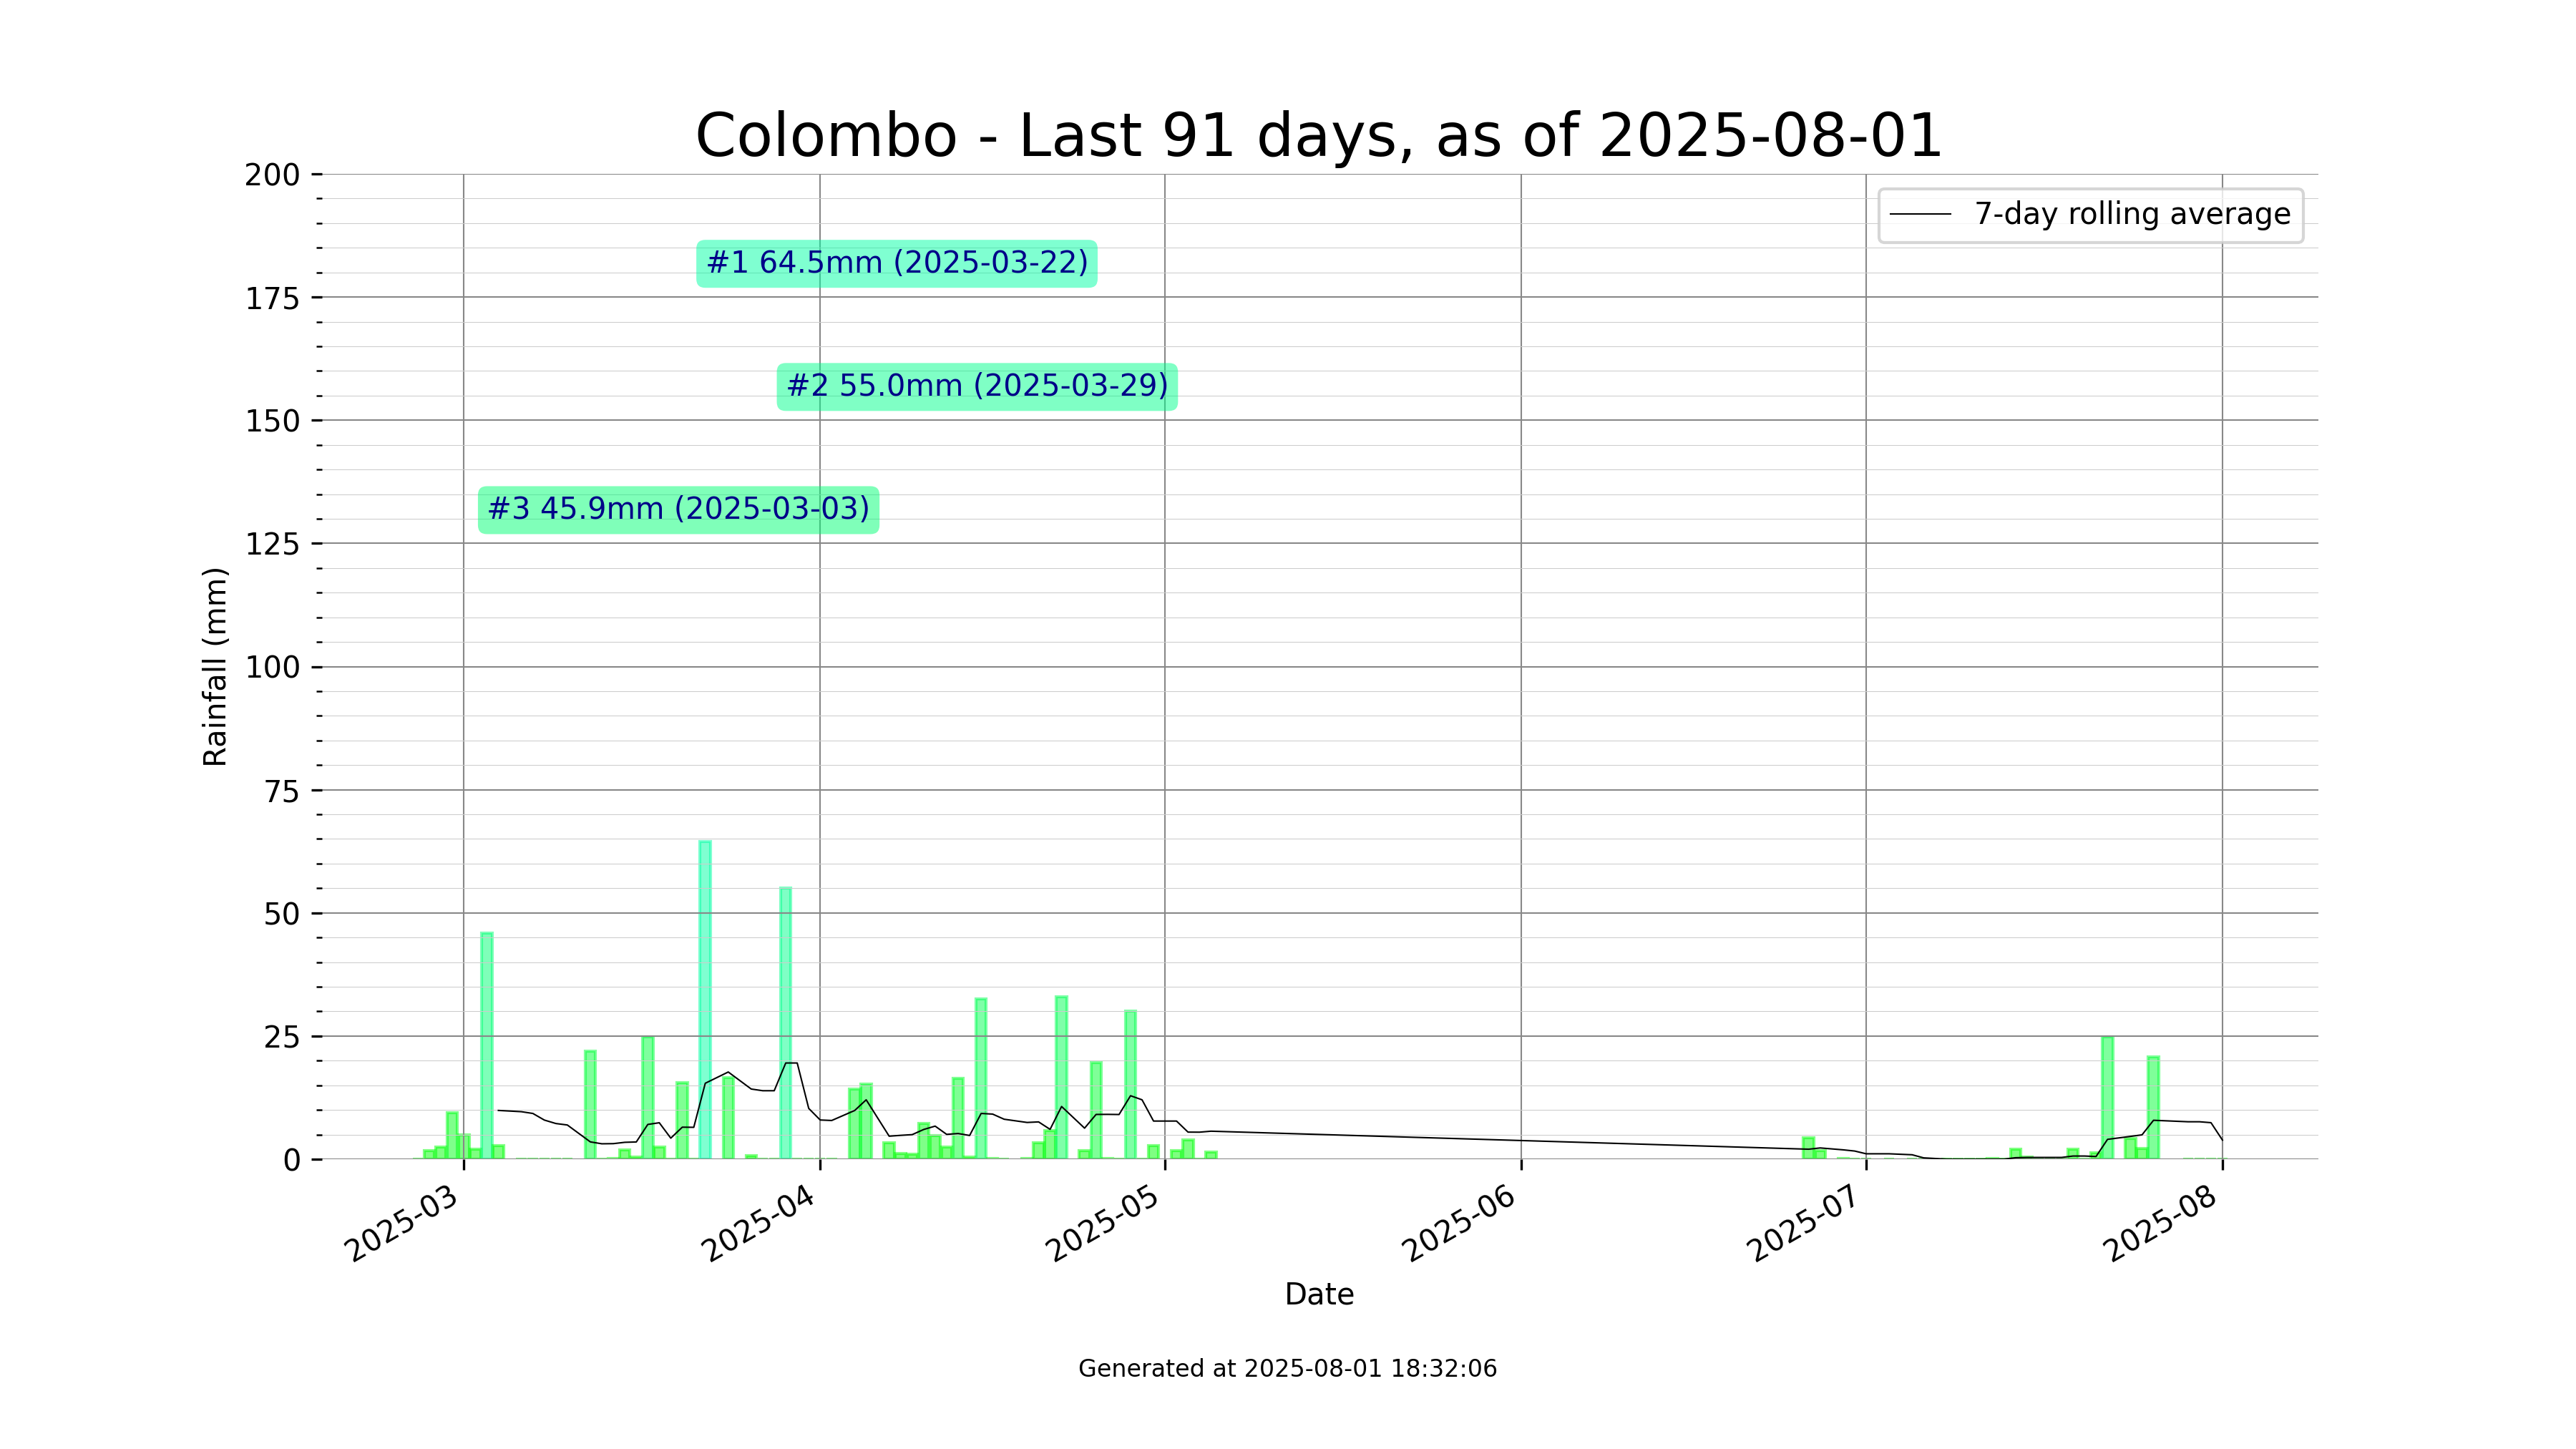 Colombo - Last 91 days, as of 2025-08-01
200
175
150
125
100
75
50
25
0
Rainfall (mm)
7-day rolling average
#1 64.5mm (2025-03-22)
#2 55.0mm (2025-03-29)
#3 45.9mm (2025-03-03)
2025-03
2025-04
2025-05
2025-06
2025-07
2025-08
Date
Generated at 2025-08-01 18:32:06